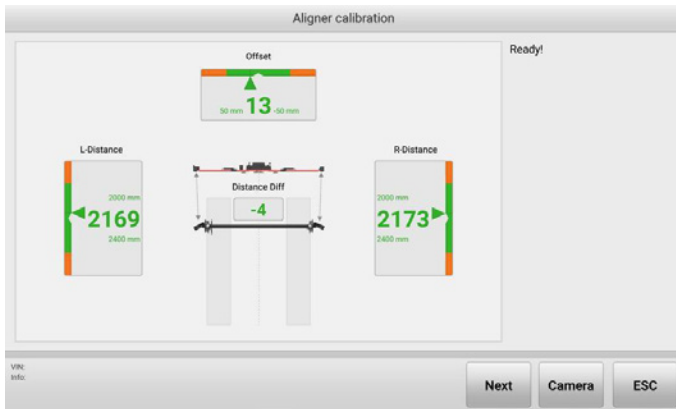 Aligner calibration
Ready!
Offset
50 mm 13 -50 mm
L-Distance
R-Distance
Distance Diff
2000 mm
2169
2400 mm
-4
2000 mm
2173
2400 mm
VIN:
Info:
Next
Camera
ESC